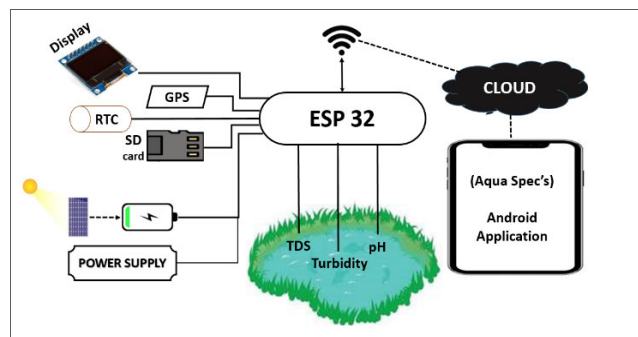 Display
GPS
RTC
SD
card
ESP 32
CLOUD
(Aqua Spec's)
Android
Application
POWER SUPPLY
TDS
Turbidity
pH